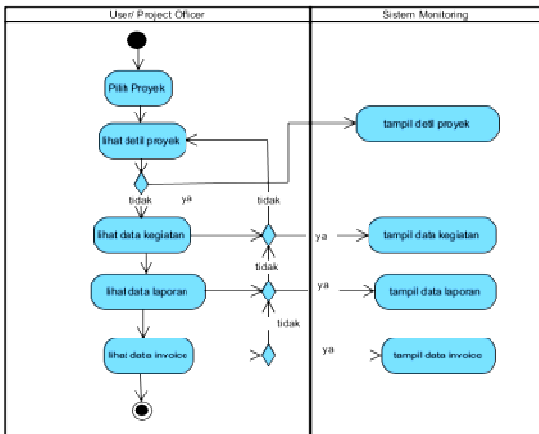 User/ Project Officer
Sistem Monitoring
Pilih Proyek
lihat detil proyek
tampil detil proyek
tidak
ya
tidak
lihat data kegiatan
ya
tampil data kegiatan
tidak
lihat data laporan
ya
tampil data laporan
tidak
lihat data invoice
ya
tampil data invoice